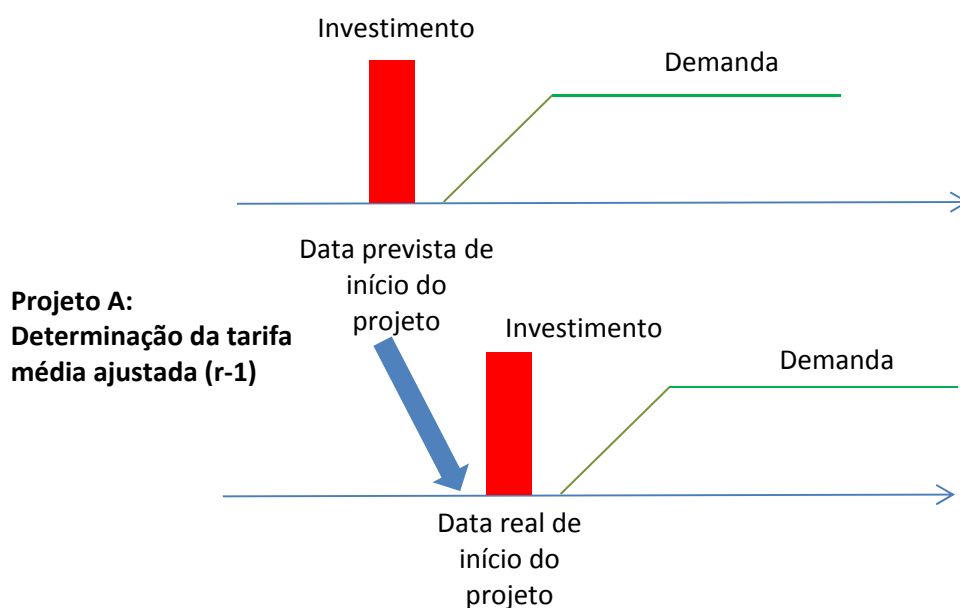 Investimento
Demanda
Data prevista de
início do
projeto
Projeto A:
Determinação da tarifa
média ajustada (r-1)
Investimento
Demanda
Data real de
início do
projeto